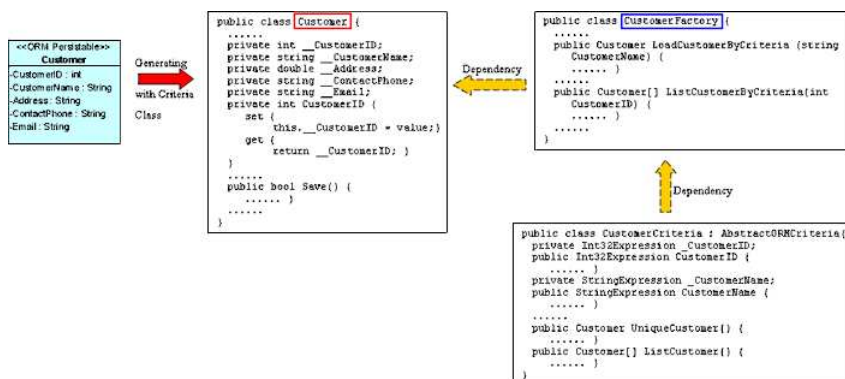 <<ORM Persistable>>
Customer
-CustomerID : int
-CustomerName : String
-Address : String
-ContactPhone : String
-Email : String
Generating
with Criteria
Class
public class Customer {
......
private int __CustomerID;
private string __CustomerName;
private double __Address;
private string __ContactPhone;
private string __Email;
private int CustomerID {
set {
this.__CustomerID = value;}
get {
return __CustomerID; }
}
......
public bool Save() {
...... }
......
}
Dependency
public class CustomerFactory {
......
public Customer LoadCustomerByCriteria (string
CustomerName) {
...... }
......
public Customer[] ListCustomerByCriteria(int
CustomerID) {
...... }
......
}
Dependency
public class CustomerCriteria : AbstractORMCriteria{
private Int32Expression _CustomerID;
public Int32Expression CustomerID {
...... }
private StringExpression _CustomerName;
public StringExpression CustomerName {
...... }
......
public Customer UniqueCustomer() {
...... }
public Customer[] ListCustomer() {
...... }
}